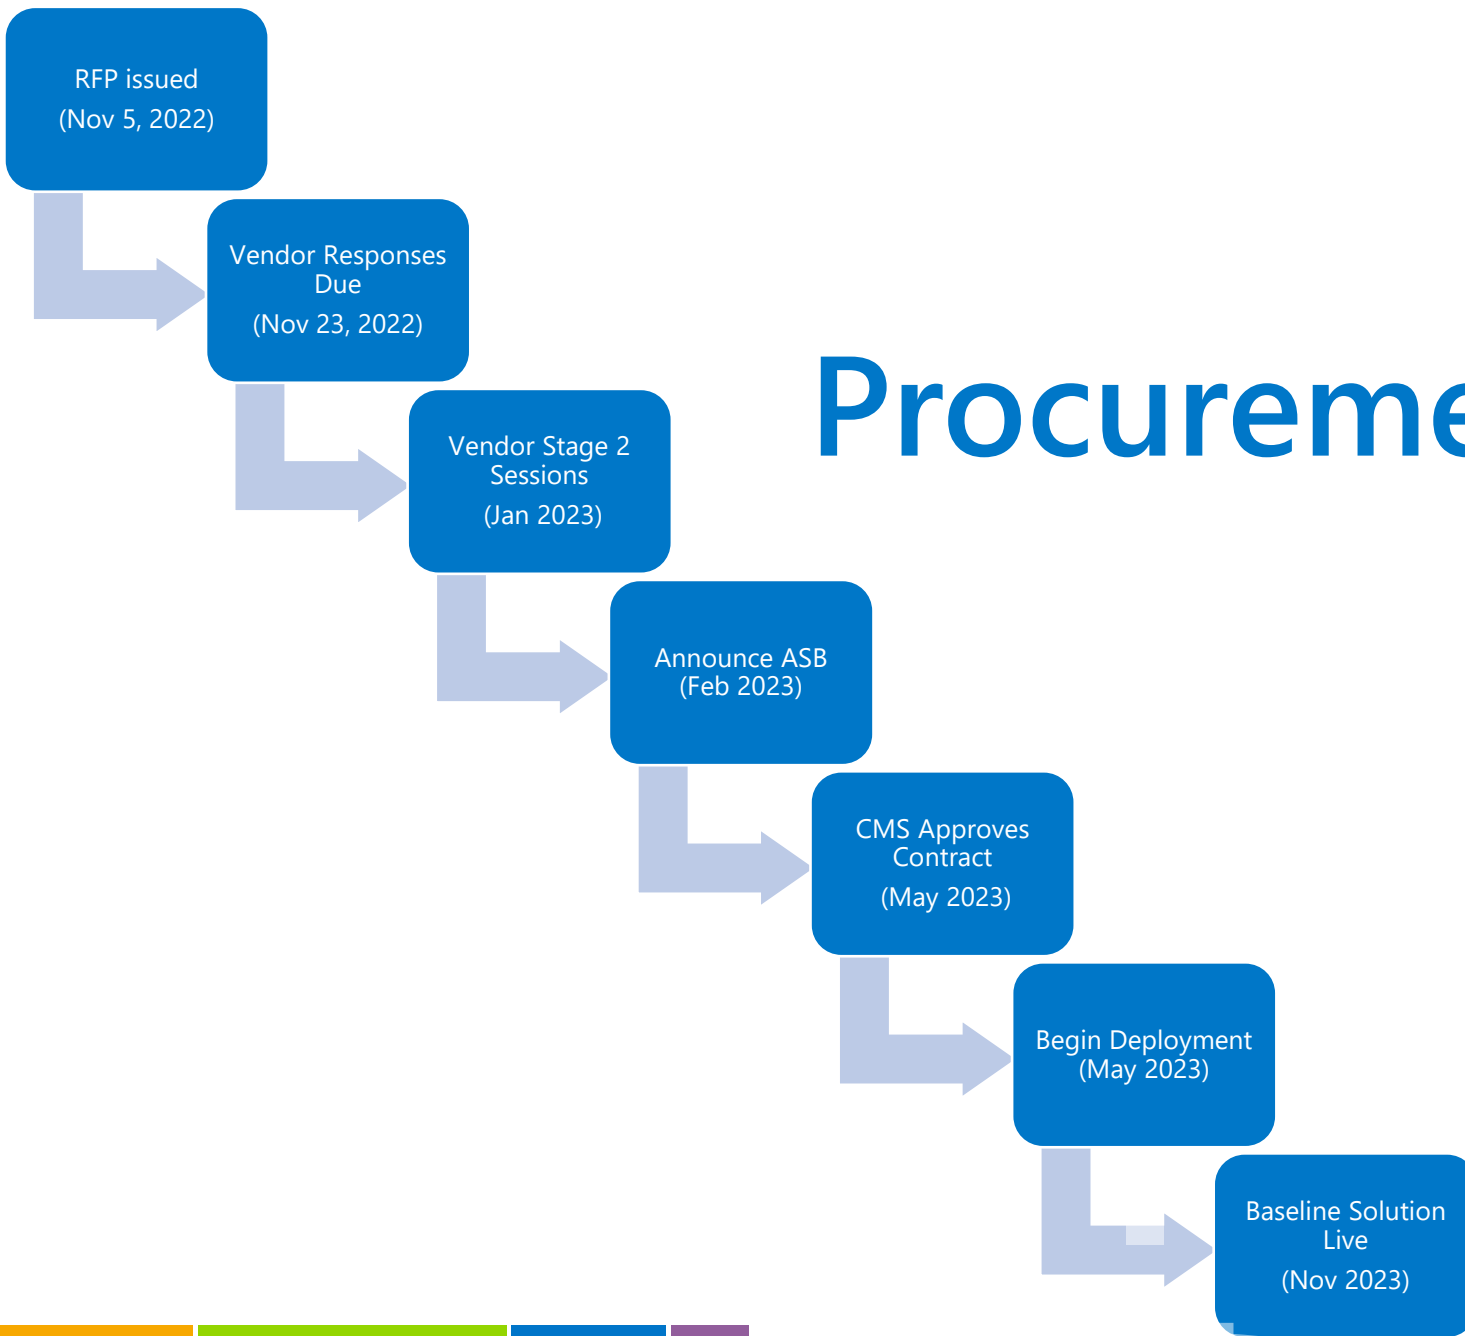 RFP issued
(Nov 5, 2022)
Vendor Responses
Due
(Nov 23, 2022)
Procureme
Vendor Stage 2
Sessions
(Jan 2023)
Announce ASB
(Feb 2023)
CMS Approves
Contract
(May 2023)
Begin Deployment
(May 2023)
Baseline Solution
Live
(Nov 2023)